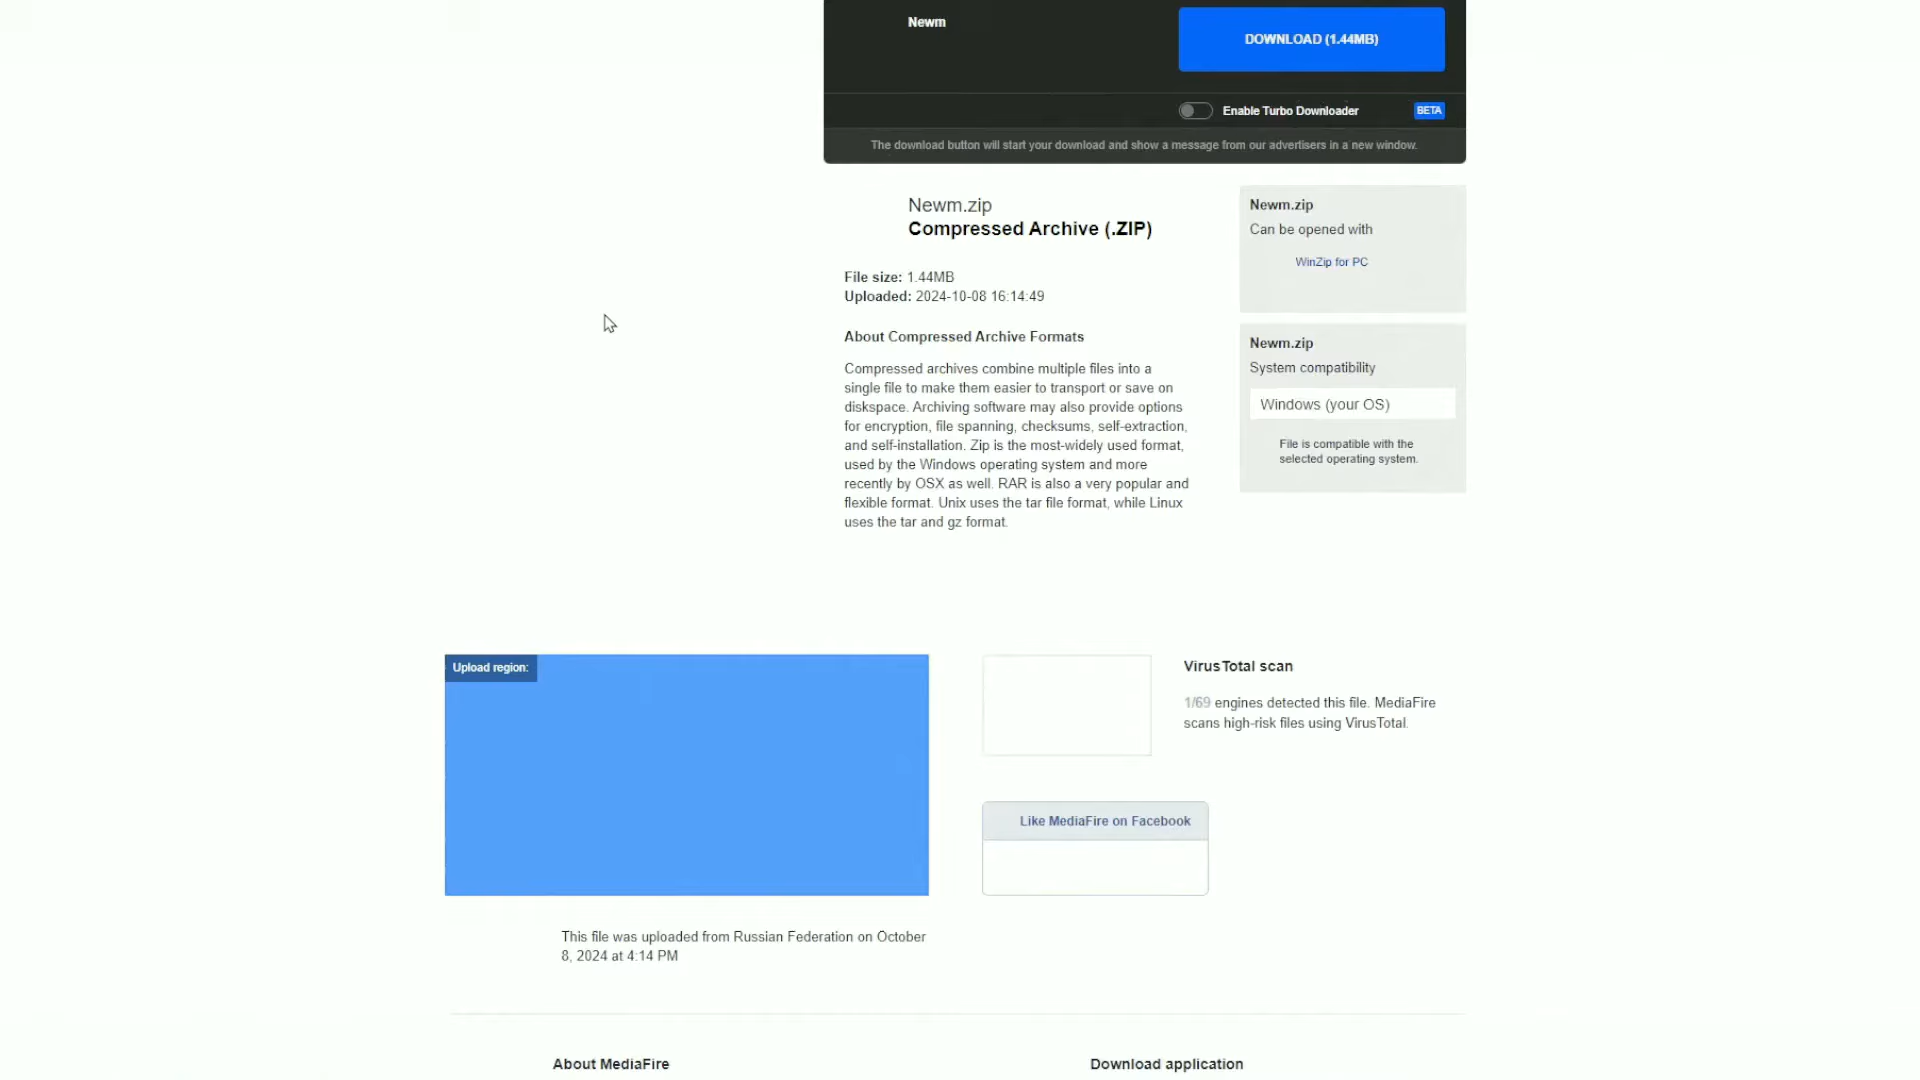 Newm
DOWNLOAD (1.44MB)
Enable Turbo Downloader
BETA
The download button will start your download and show a message from our advertisers in a new window.
Newm.zip
Compressed Archive (.ZIP)
File size: 1.44MB
Uploaded: 2024-10-08 16:14:49
About Compressed Archive Formats
Compressed archives combine multiple files into a
single file to make them easier to transport or save on
diskspace. Archiving software may also provide options
for encryption, file spanning, checksums, self-extraction,
and self-installation. Zip is the most-widely used format,
used by the Windows operating system and more
recently by OSX as well. RAR is also a very popular and
flexible format. Unix uses the tar file format, while Linux
uses the tar and gz format.
Newm.zip
Can be opened with
WinZip for PC
Newm.zip
System compatibility
Windows (your OS)
File is compatible with the
selected operating system.
Upload region:
This file was uploaded from Russian Federation on October
8, 2024 at 4:14 PM
VirusTotal scan
1/69 engines detected this file. MediaFire
scans high-risk files using VirusTotal.
Like MediaFire on Facebook
About MediaFire
Download application